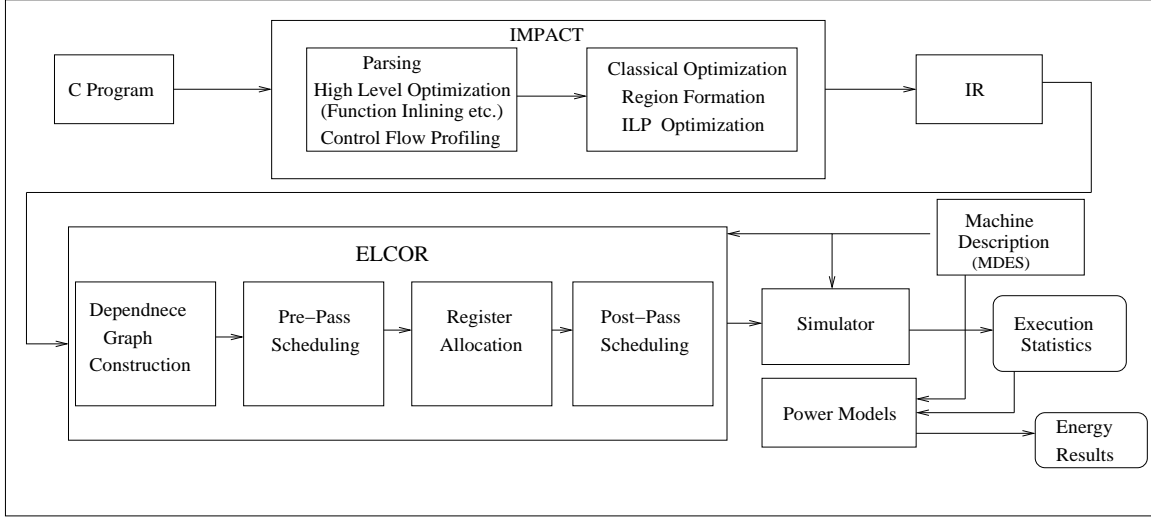 IMPACT
C Program
Parsing
High Level Optimization
(Function Inlining etc.)
Control Flow Profiling
Classical Optimization
Region Formation
ILP Optimization
IR
Machine
Description
(MDES)
ELCOR
Dependnece
Graph
Construction
Pre-Pass
Scheduling
Register
Allocation
Post-Pass
Scheduling
Simulator
Execution
Statistics
Power Models
Energy
Results